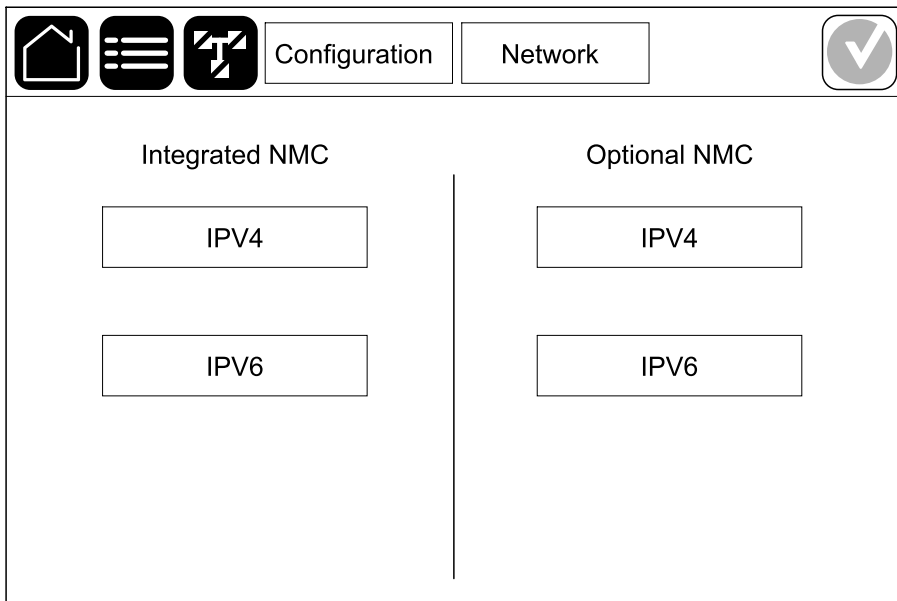 Configuration
Network
Integrated NMC
Optional NMC
IPV4
IPV4
IPV6
IPV6